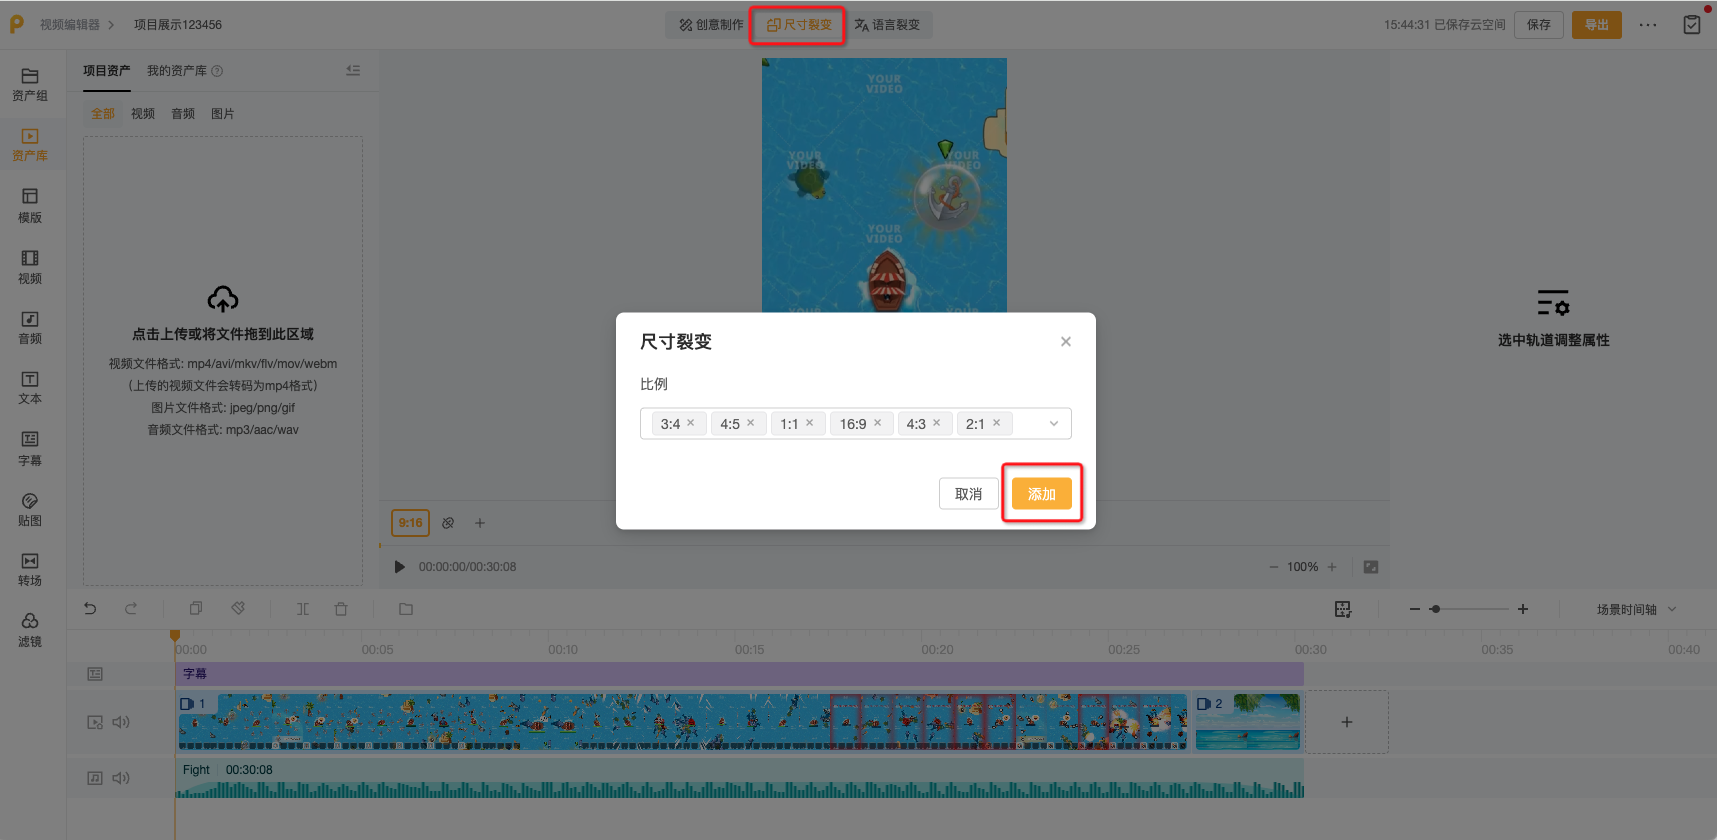 视频编辑器
项目展示123456
创意制作
尺寸裂变
语言裂变
15:44:31 已保存云空间
保存
导出
资产组
资产库
模版
视频
音频
文本
字幕
贴图
转场
滤镜
项目资产
我的资产库
全部
视频
音频
图片
点击上传或将文件拖到此区域
视频文件格式: mp4/avi/mkv/flv/mov/webm
(上传的视频文件会转码为mp4格式)
图片文件格式: jpeg/png/gif
音频文件格式: mp3/aac/wav
YOUR
VIDEO
YOUR
VIDEO
YOUR
VIDEO
YOUR
VIDEO
尺寸裂变
比例
3:4
4:5
1:1
16:9
4:3
2:1
取消
添加
选中轨道调整属性
9:16
00:00:00/00:30:08
100%
场景时间轴
00:00
00:05
00:10
00:15
00:20
00:25
00:30
00:35
00:40
字幕
1
2
Fight
00:30:08